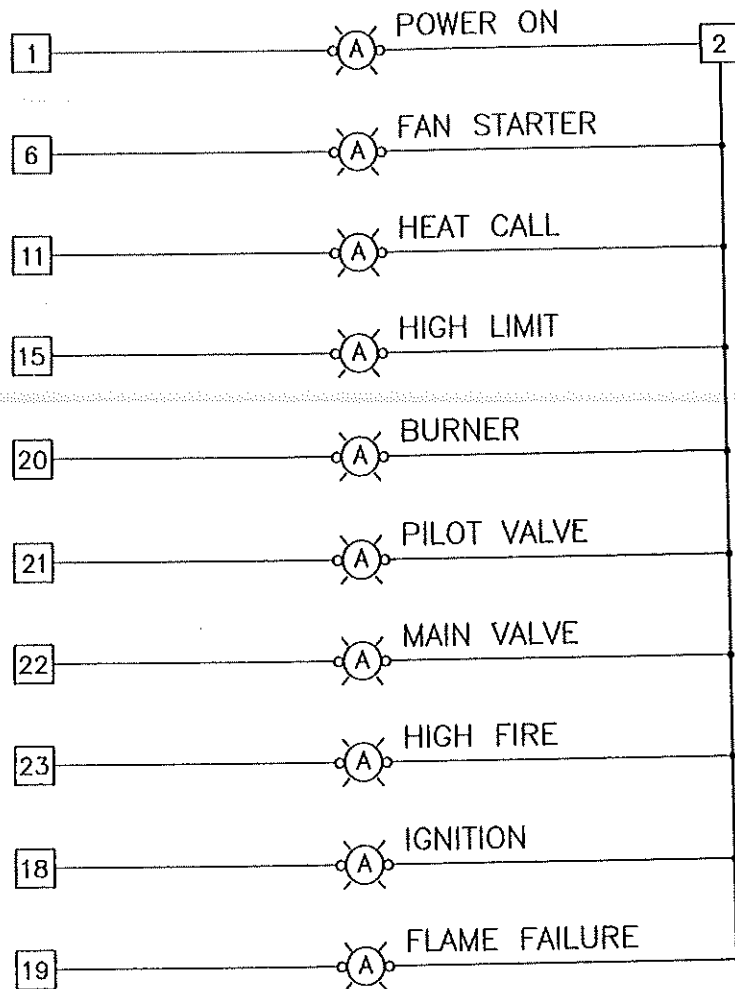 1 A POWER ON 2
6 A FAN STARTER
11 A HEAT CALL
15 A HIGH LIMIT
20 A BURNER
21 A PILOT VALVE
22 A MAIN VALVE
23 A HIGH FIRE
18 A IGNITION
19 A FLAME FAILURE